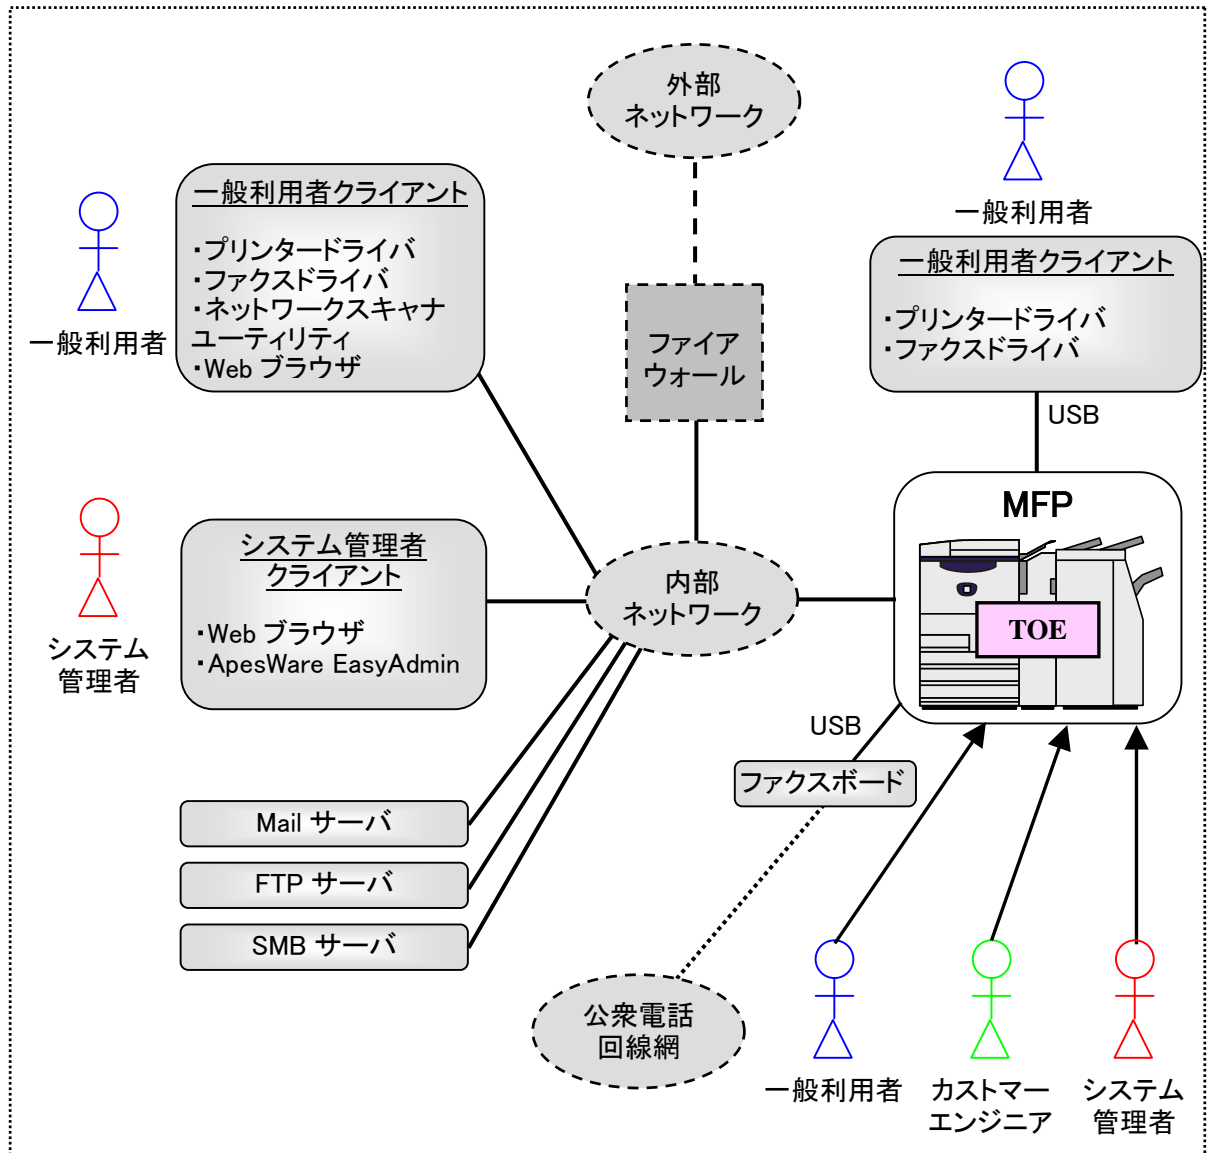 外部
ネットワーク
一般利用者
一般利用者クライアント
・プリンタードライバ
・ファクスドライバ
・ネットワークスキャナ
ユーティリティ
・Web ブラウザ
一般利用者
一般利用者クライアント
・プリンタードライバ
・ファクスドライバ
ファイア
ウォール
USB
MFP
TOE
システム管理者
クライアント
・Web ブラウザ
・ApesWare EasyAdmin
システム
管理者
内部
ネットワーク
USB
ファクスボード
Mail サーバ
FTP サーバ
SMB サーバ
公衆電話
回線網
一般利用者
カストマー
エンジニア
システム
管理者